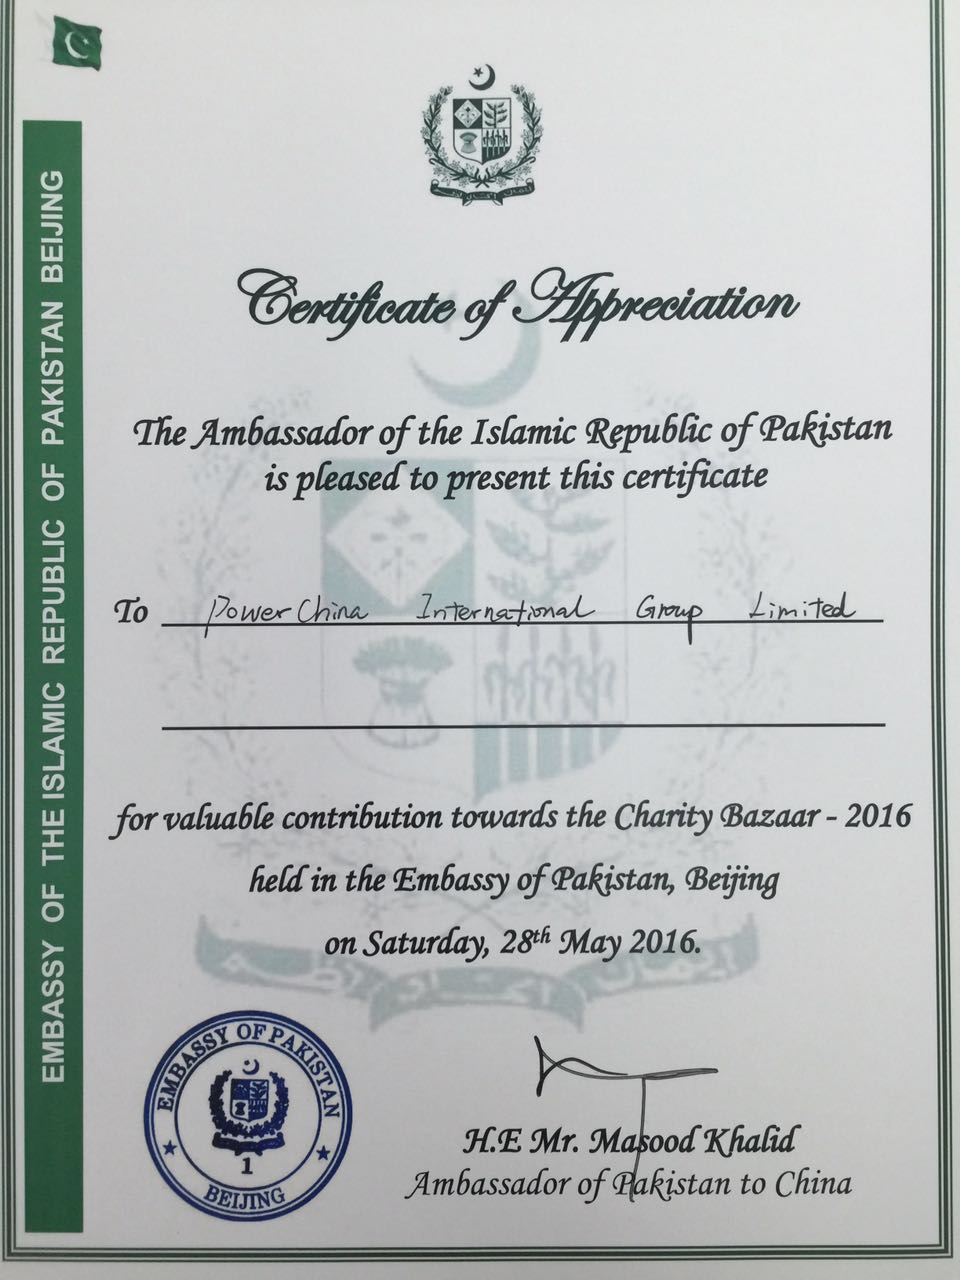 EMBASSY OF THE ISLAMIC REPUBLIC OF PAKISTAN BEIJING
Certificate of Appreciation
The Ambassador of the Islamic Republic of Pakistan
is pleased to present this certificate
To PowerChina International Group Limited
for valuable contribution towards the Charity Bazaar - 2016
held in the Embassy of Pakistan, Beijing
on Saturday, 28th May 2016.
EMBASSY OF PAKISTAN
1
BEIJING
H.E Mr. Masood Khalid
Ambassador of Pakistan to China